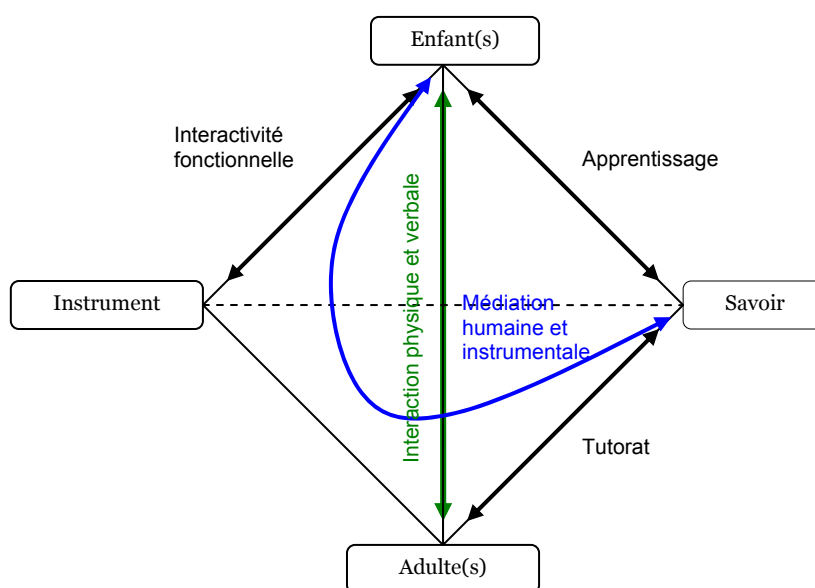 Enfant(s)
Interactivité
fonctionnelle
Apprentissage
Interaction physique et verbale
Instrument
Médiation
humaine et
instrumentale
Savoir
Tutorat
Adulte(s)